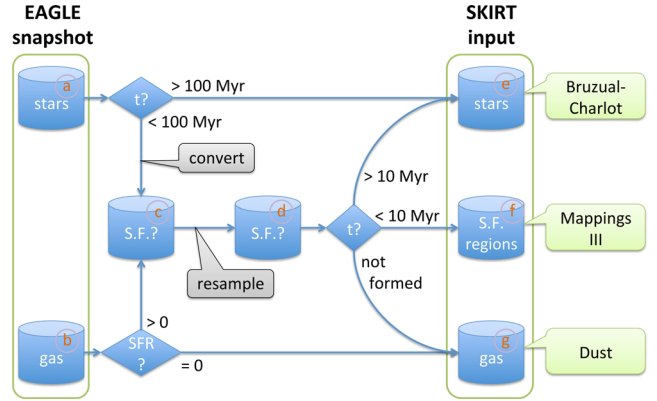 EAGLE
snapshot
SKIRT
input
a
stars
t?
> 100 Myr
< 100 Myr
convert
e
stars
Bruzual-
Charlot
> 10 Myr
c
S.F.?
d
S.F.?
t?
< 10 Myr
f
S.F.
regions
Mappings
III
resample
not
formed
> 0
b
gas
SFR
?
= 0
g
gas
Dust